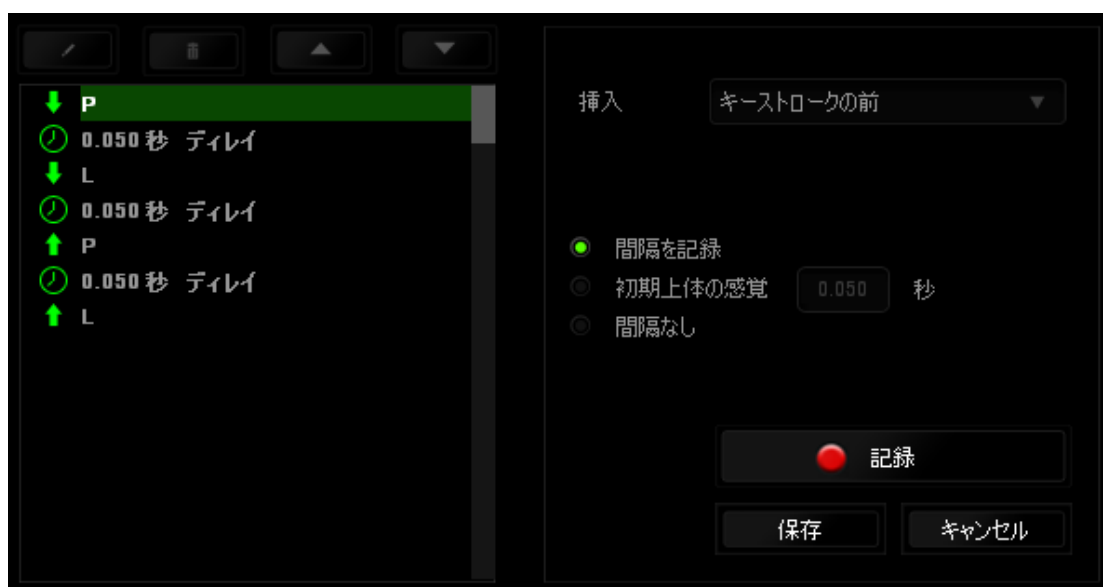 P
0.050 秒 ディレイ
L
0.050 秒 ディレイ
P
0.050 秒 ディレイ
L
挿入 キーストロークの前
間隔を記録
初期上体の感覚 0.050 秒
間隔なし
記録
保存 キャンセル